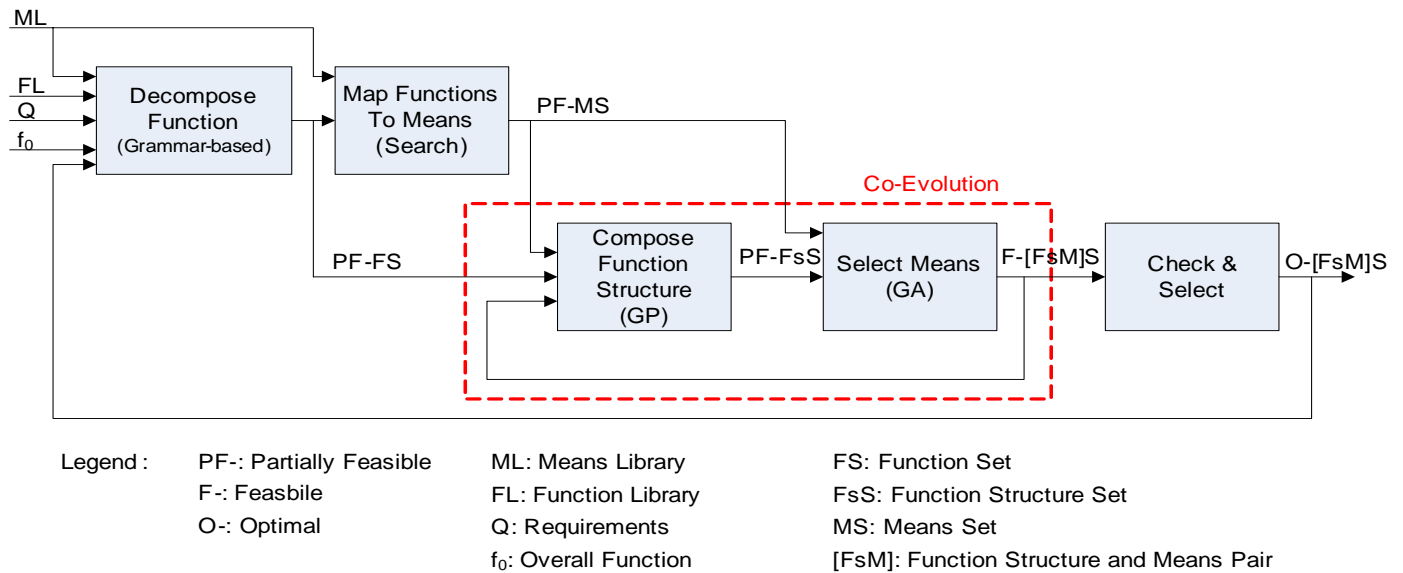 ML
FL
Q
f₀
Decompose
Function
(Grammar-based)
Map Functions
To Means
(Search)
PF-MS
Co-Evolution
PF-FS
Compose
Function
Structure
(GP)
PF-FsS
Select Means
(GA)
F-[FsM]S
Check &
Select
O-[FsM]S
Legend :
PF-: Partially Feasible
F-: Feasbile
O-: Optimal
ML: Means Library
FL: Function Library
Q: Requirements
f₀: Overall Function
FS: Function Set
FsS: Function Structure Set
MS: Means Set
[FsM]: Function Structure and Means Pair